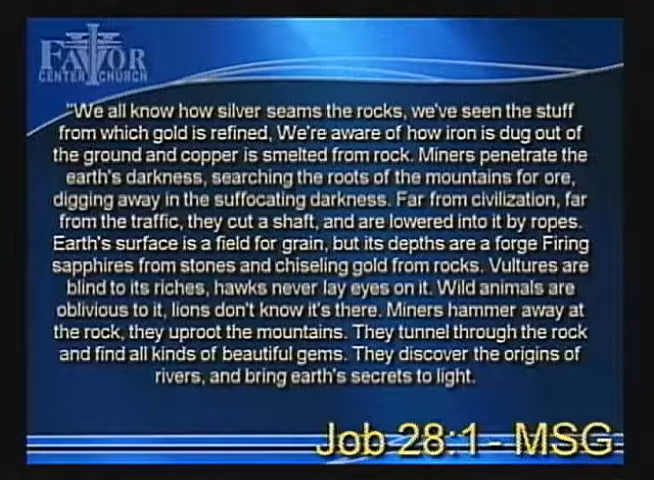 FAVOR
CENTER CHURCH
"We all know how silver seams the rocks, we've seen the stuff
from which gold is refined, We're aware of how iron is dug out of
the ground and copper is smelted from rock. Miners penetrate the
earth's darkness, searching the roots of the mountains for ore,
digging away in the suffocating darkness. Far from civilization, far
from the traffic, they cut a shaft, and are lowered into it by ropes.
Earth's surface is a field for grain, but its depths are a forge Firing
sapphires from stones and chiseling gold from rocks. Vultures are
blind to its riches, hawks never lay eyes on it. Wild animals are
oblivious to it, lions don't know it's there. Miners hammer away at
the rock, they uproot the mountains. They tunnel through the rock
and find all kinds of beautiful gems. They discover the origins of
rivers, and bring earth's secrets to light.
Job 28:1 - MSG